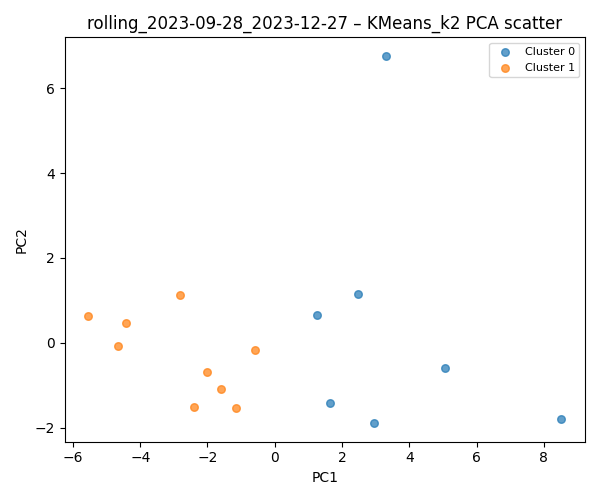 rolling_2023-09-28_2023-12-27 – KMeans_k2 PCA scatter
Cluster 0
Cluster 1
PC2
6
4
2
0
−2
−6
−4
−2
0
2
4
6
8
PC1